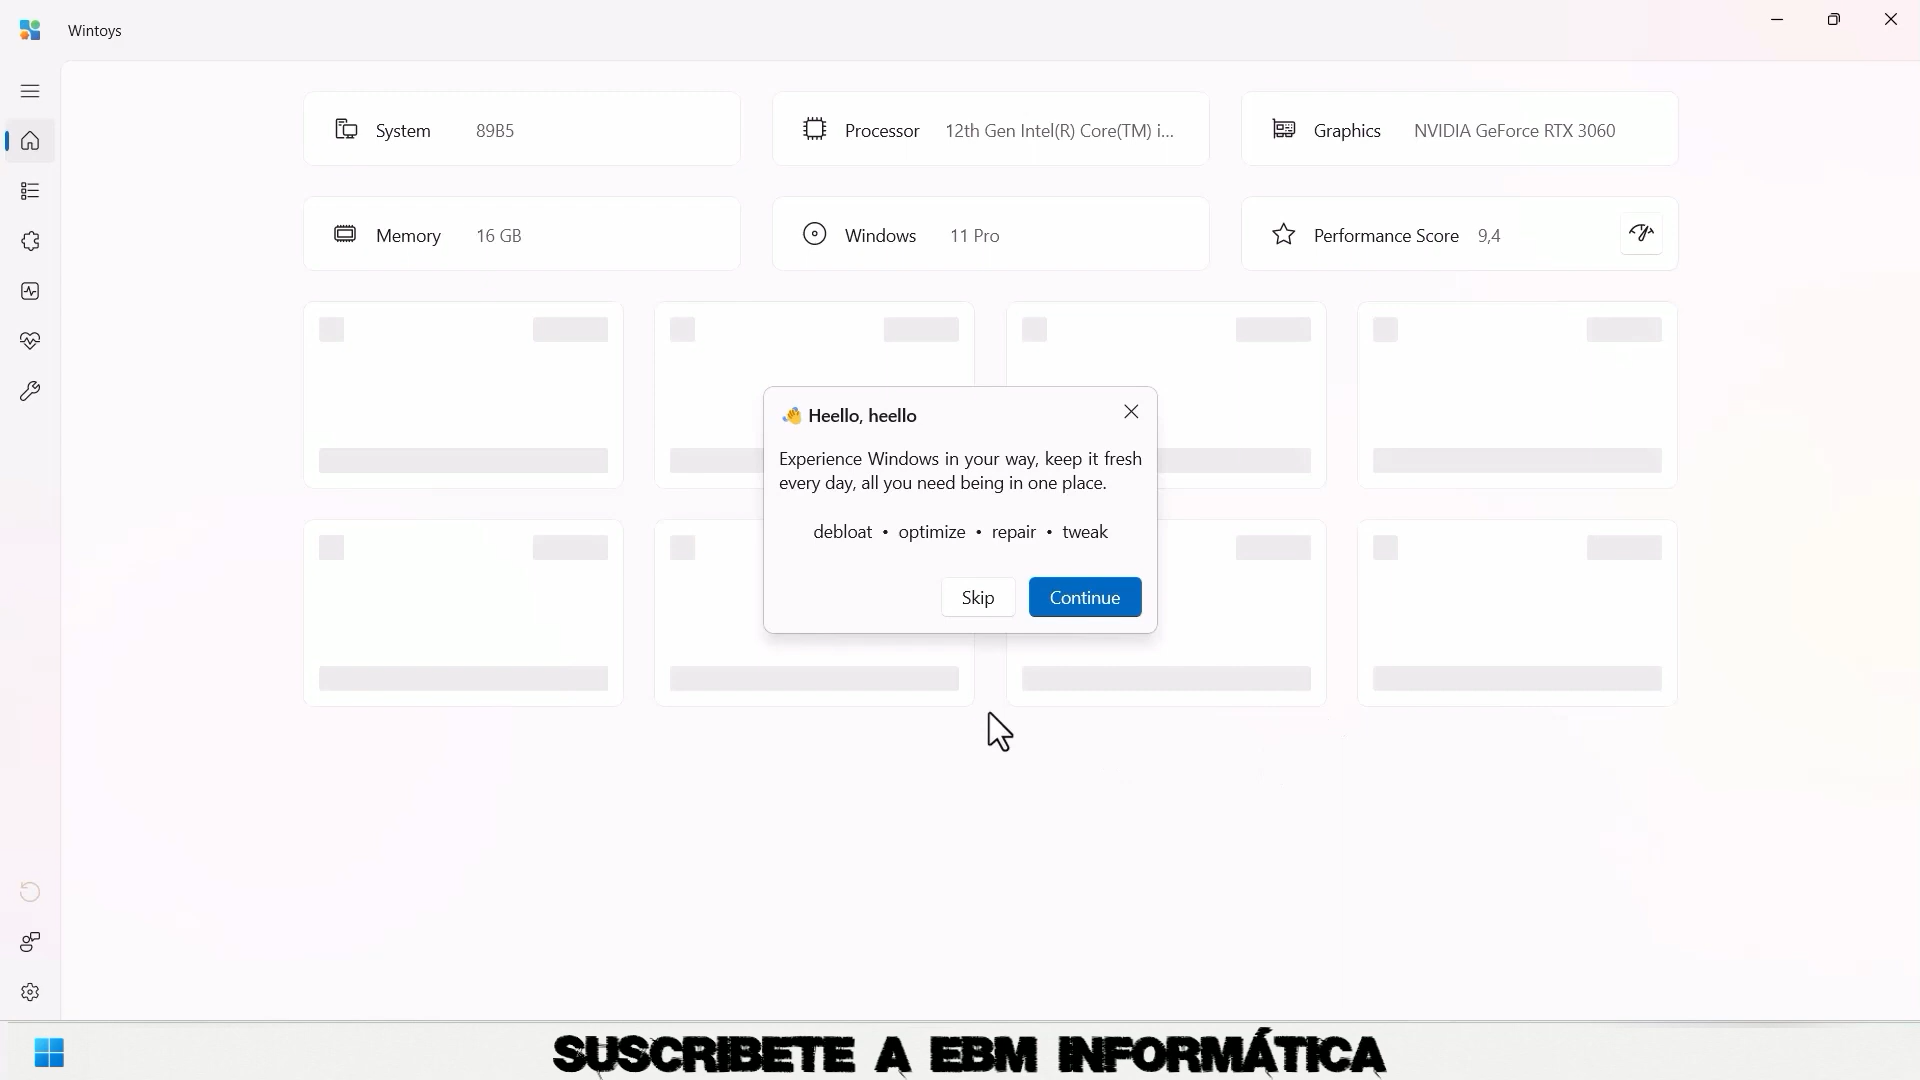 Wintoys
System 89B5
Processor 12th Gen Intel(R) Core(TM) i...
Graphics NVIDIA GeForce RTX 3060
Memory 16 GB
Windows 11 Pro
Performance Score 9,4
👋 Heello, heello
Experience Windows in your way, keep it fresh
every day, all you need being in one place.
debloat • optimize • repair • tweak
Skip
Continue
SUSCRIBETE A EBM INFORMÁTICA